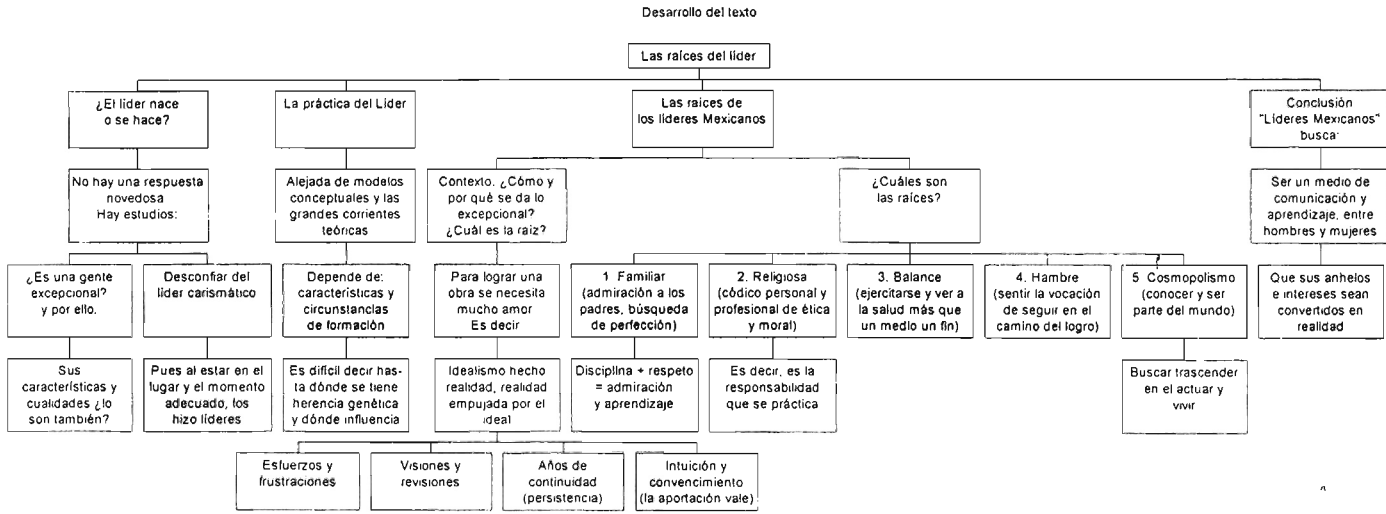 Desarrollo del texto
Las raíces del líder
¿El líder nace
o se hace?
La práctica del Líder
Las raíces de
los líderes Mexicanos
Conclusión
"Líderes Mexicanos"
busca:
No hay una respuesta
novedosa
Hay estudios:
Alejada de modelos
conceptuales y las
grandes corrientes
teóricas
Contexto. ¿Cómo y
por qué se da lo
excepcional?
¿Cuál es la raíz?
¿Cuáles son
las raíces?
Ser un medio de
comunicación y
aprendizaje, entre
hombres y mujeres
¿Es una gente
excepcional?
y por ello.
Desconfiar del
líder carismático
Depende de:
características y
circunstancias
de formación
Para lograr una
obra se necesita
mucho amor
Es decir
1 Familiar
(admiración a los
padres, búsqueda
de perfección)
2. Religiosa
(códico personal y
profesional de ética
y moral)
3. Balance
(ejercitarse y ver a
la salud más que
un medio un fin)
4. Hambre
(sentir la vocación
de seguir en el
camino del logro)
5 Cosmopolismo
(conocer y ser
parte del mundo)
Que sus anhelos
e intereses sean
convertidos en
realidad
Sus
características y
cualidades ¿lo
son también?
Pues al estar en el
lugar y el momento
adecuado, los
hizo líderes
Es difícil decir has-
ta dónde se tiene
herencia genética
y dónde influencia
Idealismo hecho
realidad, realidad
empujada por el
ideal
Disciplina + respeto
= admiración
y aprendizaje
Es decir, es la
responsabilidad
que se práctica
Buscar trascender
en el actuar y
vivir
Esfuerzos y
frustraciones
Visiones y
revisiones
Años de
continuidad
(persistencia)
Intuición y
convencimiento
(la aportación vale)